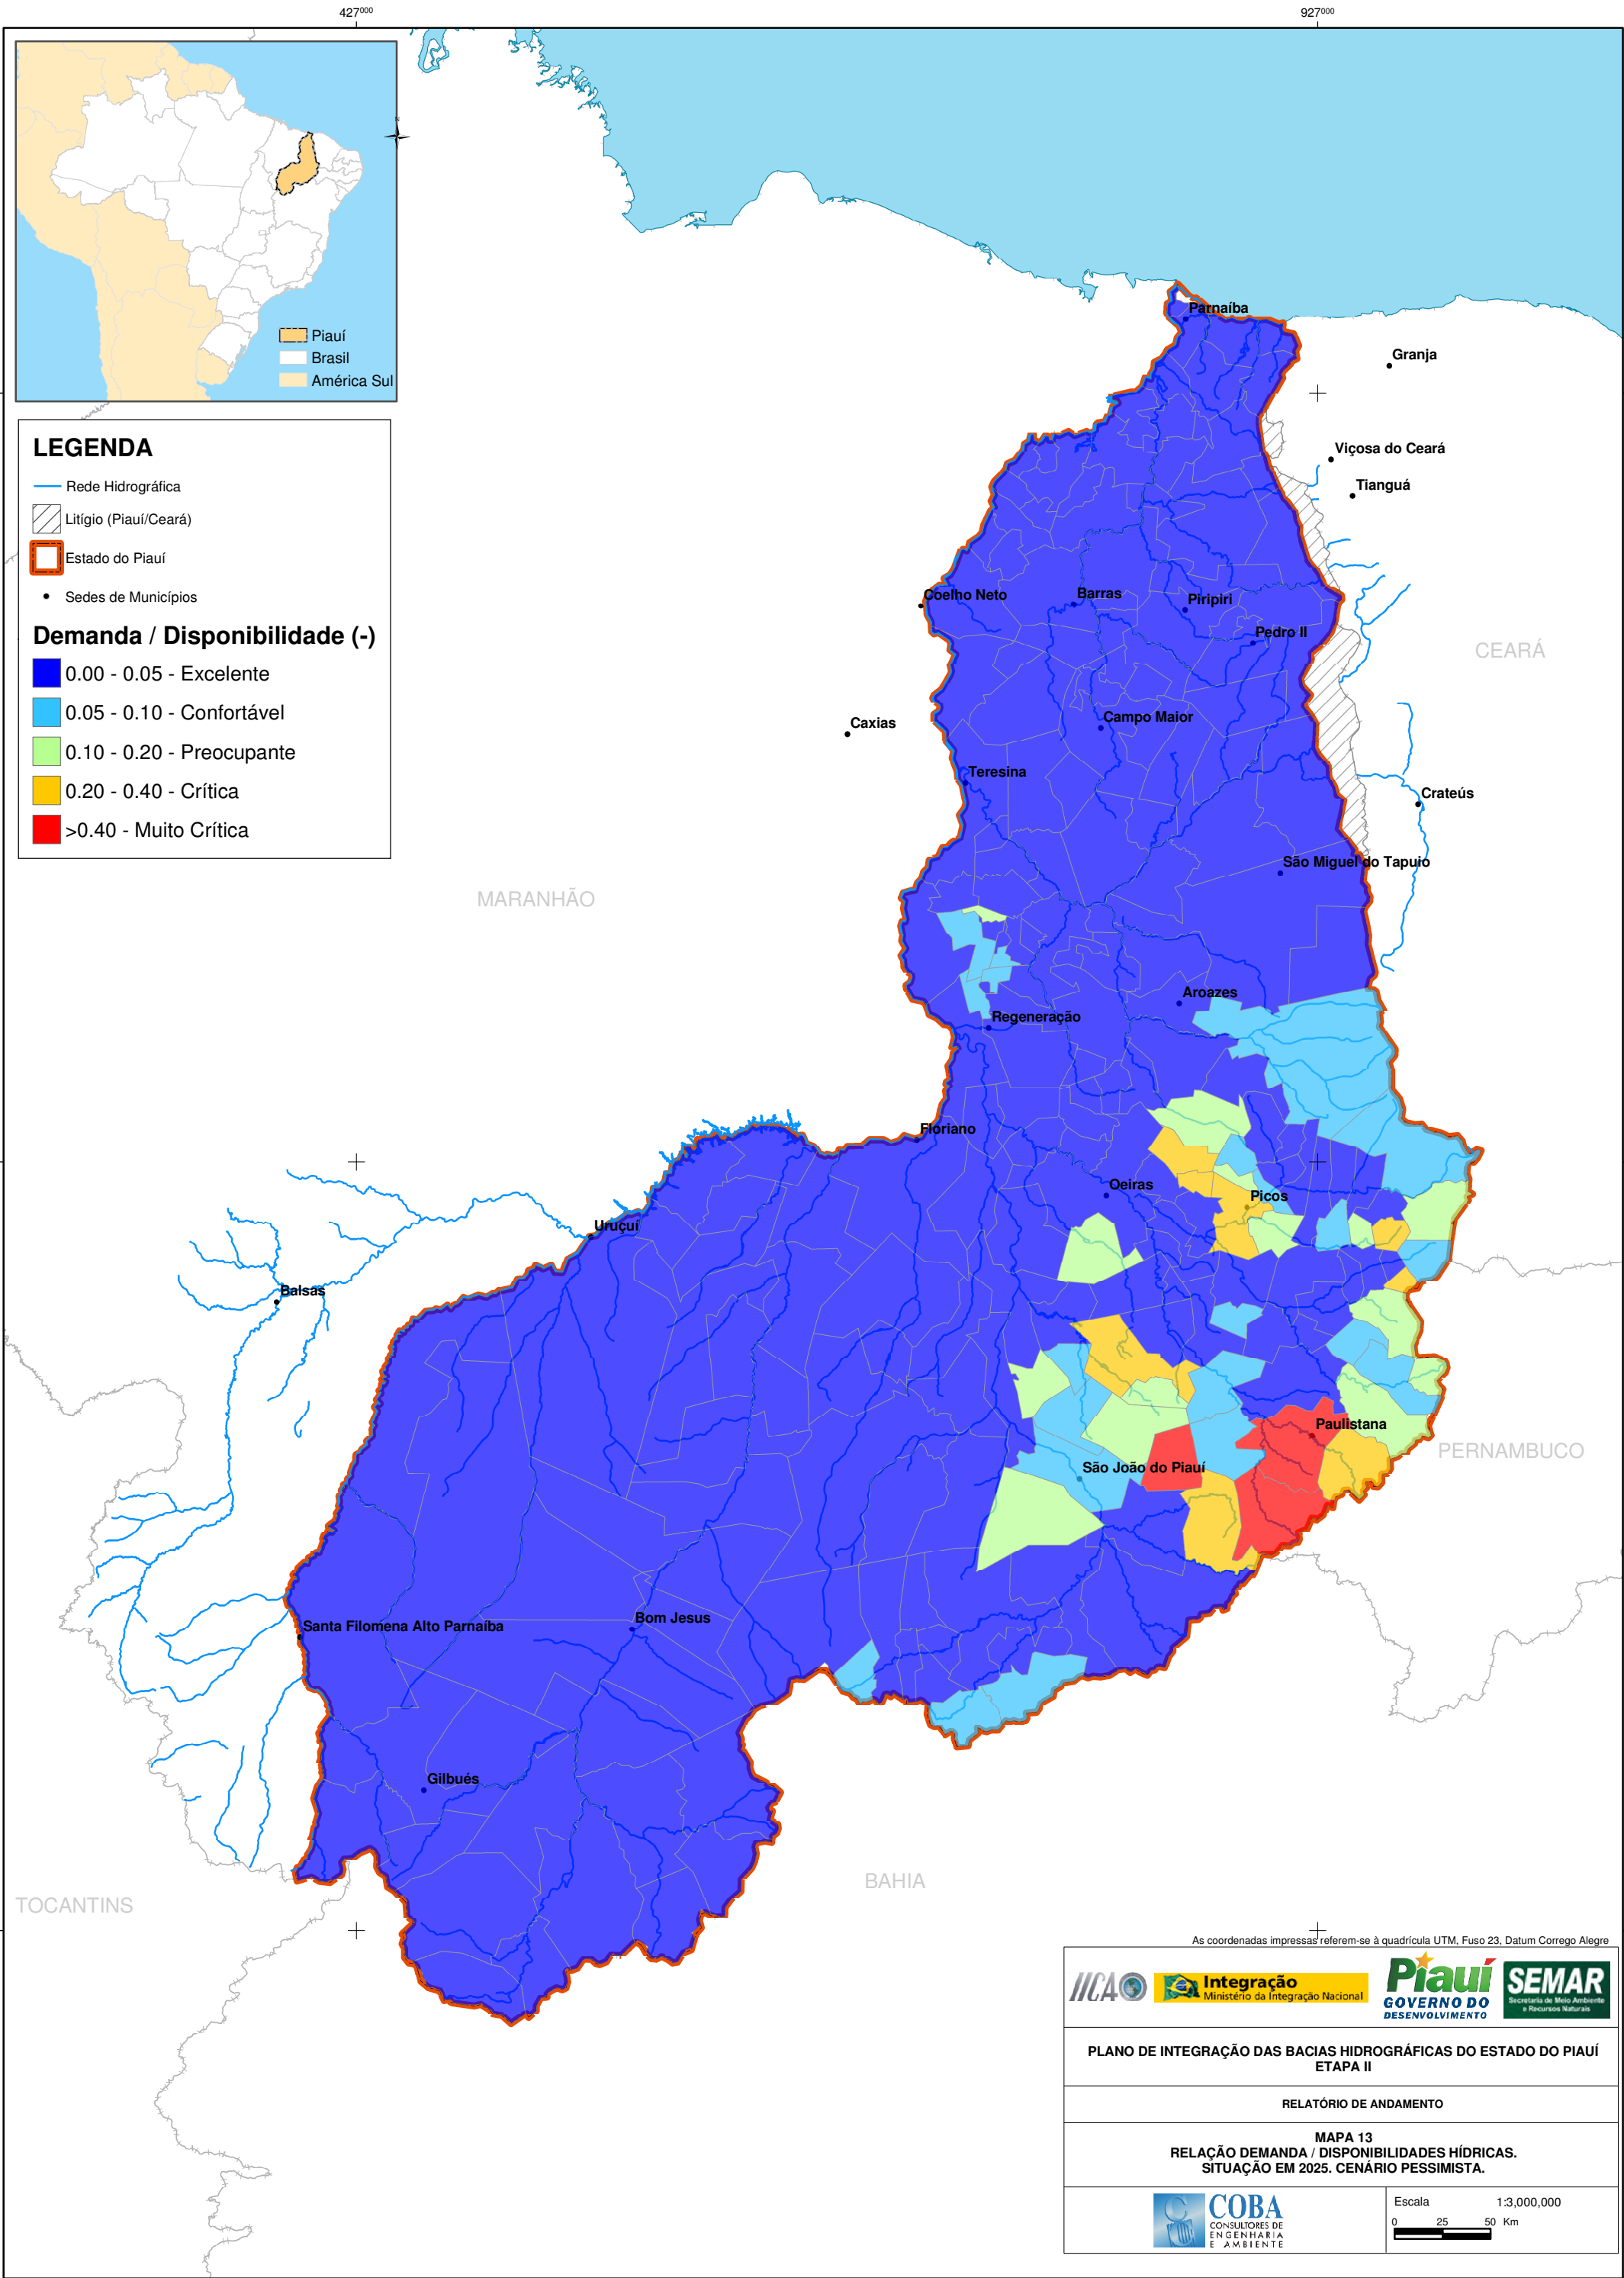 427000
927000
N
Piauí
Brasil
América Sul
LEGENDA
Rede Hidrográfica
Litígio (Piauí/Ceará)
Estado do Piauí
Sedes de Municípios
Demanda / Disponibilidade (-)
0.00 - 0.05 - Excelente
0.05 - 0.10 - Confortável
0.10 - 0.20 - Preocupante
0.20 - 0.40 - Crítica
>0.40 - Muito Crítica
Parnaíba
Granja
Viçosa do Ceará
Tianguá
Coelho Neto
Barras
Piripiri
Pedro II
CEARÁ
Caxias
Campo Maior
Teresina
Crateús
São Miguel do Tapuio
MARANHÃO
Aroazes
Regeneração
Floriano
Oeiras
Picos
Uruçuí
Balsas
Paulistana
PERNAMBUCO
São João do Piauí
Santa Filomena Alto Parnaíba
Bom Jesus
Gilbués
BAHIA
TOCANTINS
As coordenadas impressas referem-se à quadrícula UTM, Fuso 23, Datum Corrego Alegre
IICA
Integração
Ministério da Integração Nacional
Piauí
GOVERNO DO
DESENVOLVIMENTO
SEMAR
Secretaria de Meio Ambiente
e Recursos Naturais
PLANO DE INTEGRAÇÃO DAS BACIAS HIDROGRÁFICAS DO ESTADO DO PIAUÍ
ETAPA II
RELATÓRIO DE ANDAMENTO
MAPA 13
RELAÇÃO DEMANDA / DISPONIBILIDADES HÍDRICAS.
SITUAÇÃO EM 2025. CENÁRIO PESSIMISTA.
COBA
CONSULTORES DE
ENGENHARIA
E AMBIENTE
Escala 1:3,000,000
0 25 50 Km